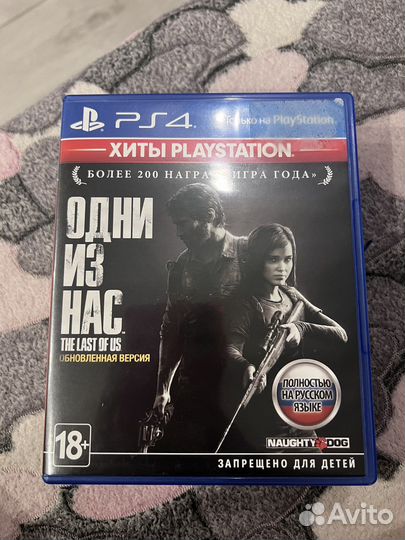 PS4
Только на PlayStation
ХИТЫ PLAYSTATION
БОЛЕЕ 200 НАГРАД «ИГРА ГОДА»
ОДНИ
ИЗ
НАС
THE LAST OF US
ОБНОВЛЕННАЯ ВЕРСИЯ
ПОЛНОСТЬЮ
НА РУССКОМ
ЯЗЫКЕ
NAUGHTY DOG
18+
ЗАПРЕЩЕНО ДЛЯ ДЕТЕЙ
Avito